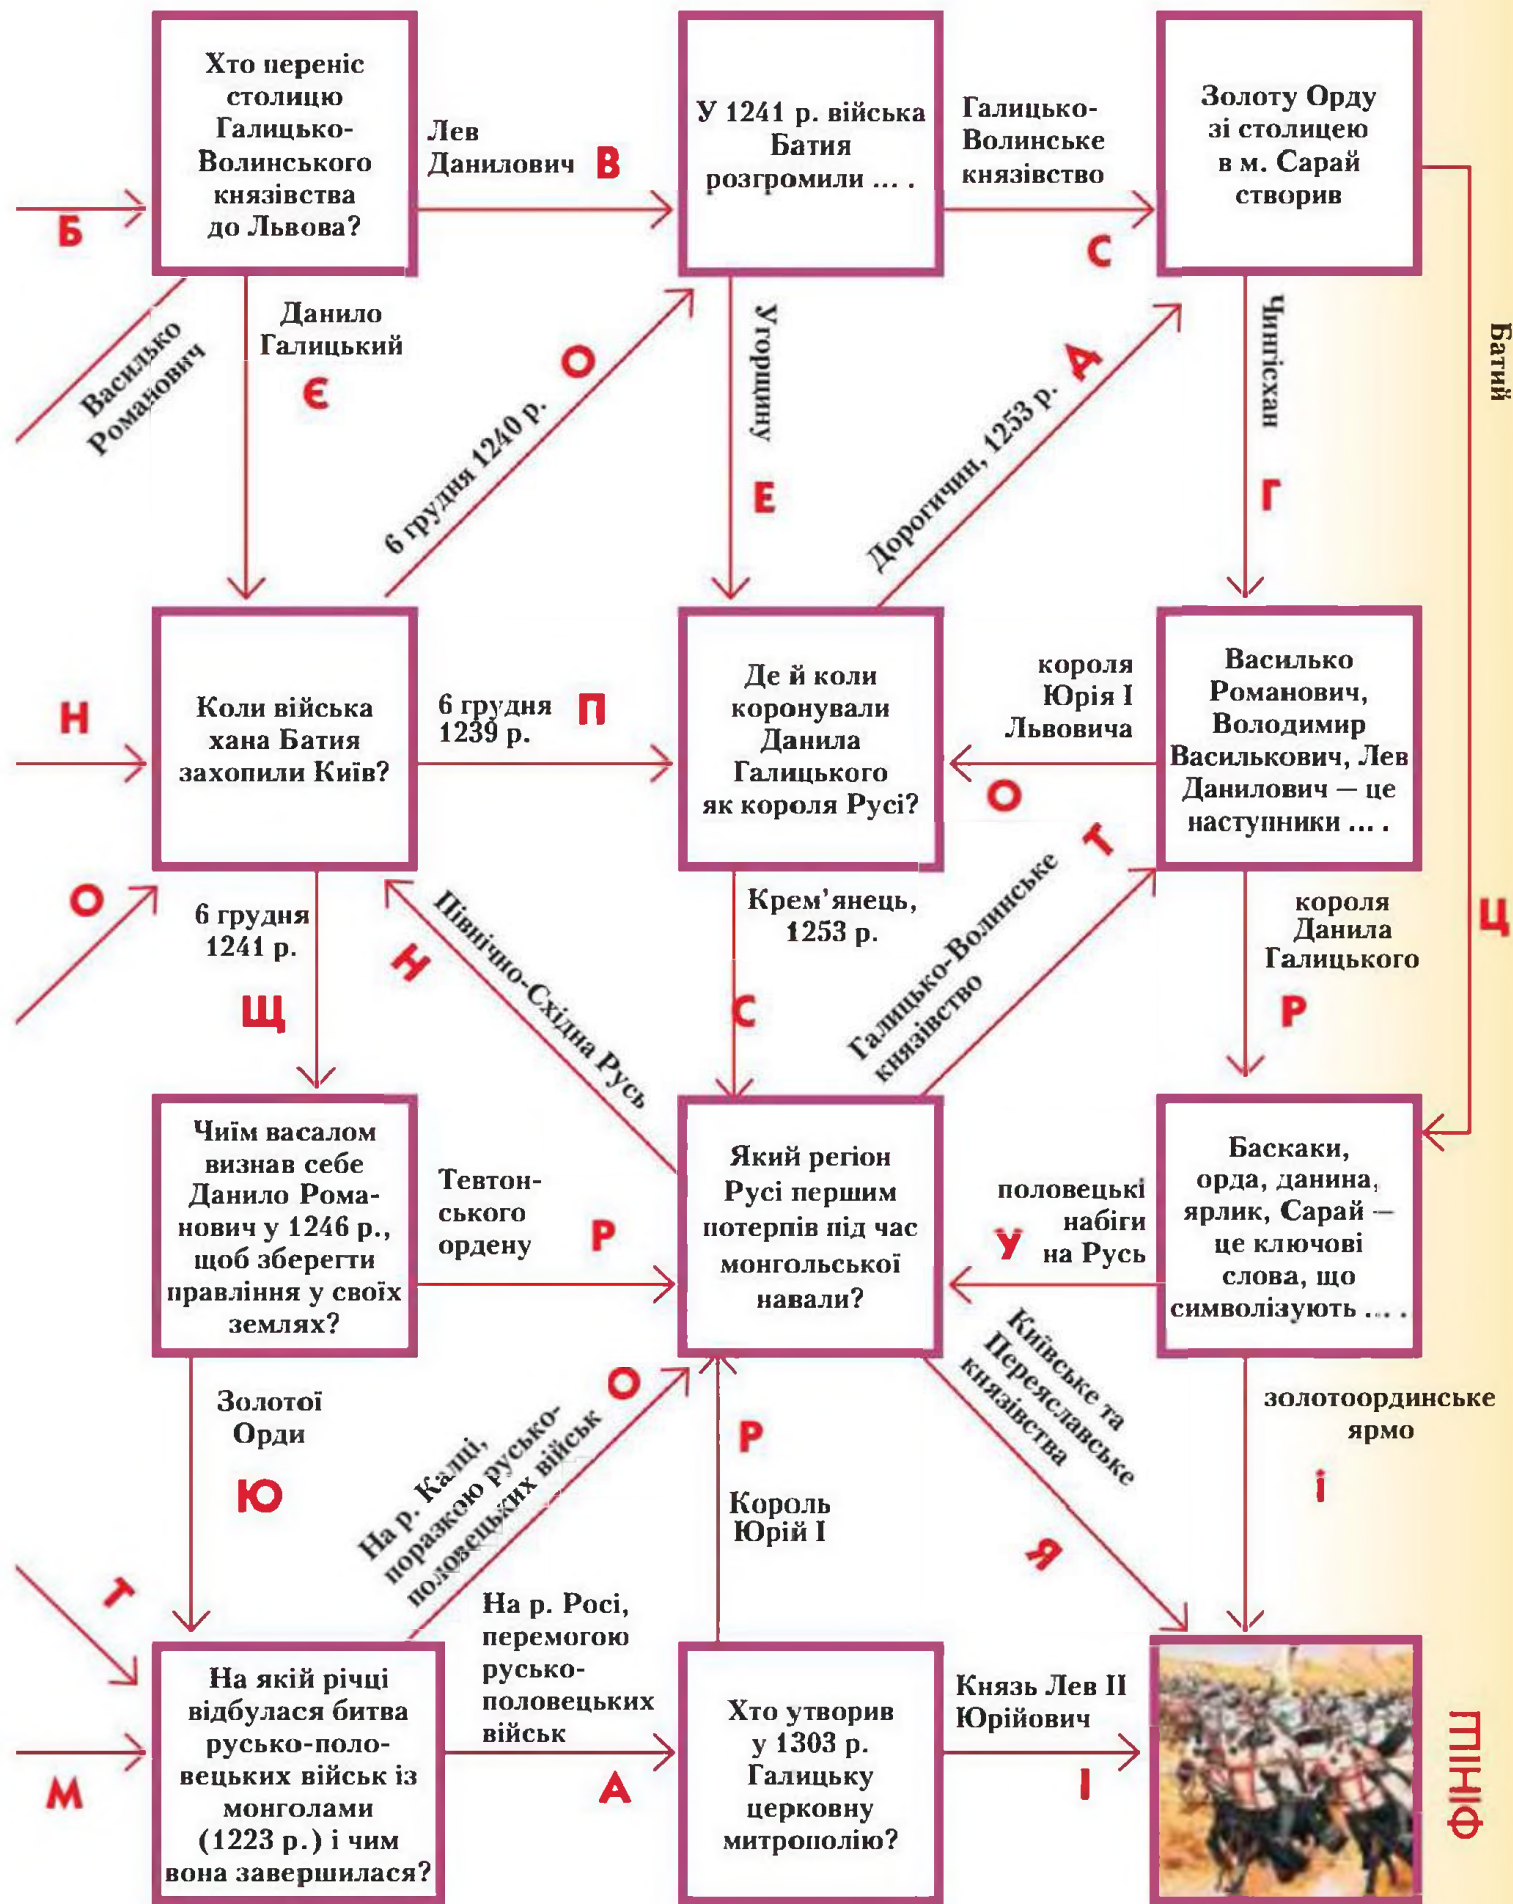 Хто переніс
столицю
Галицько-
Волинського
князівства
до Львова?
Лев
Данилович
В
У 1241 р. війська
Батия
розгромили ... .
Галицько-
Волинське
князівство
С
Золоту Орду
зі столицею
в м. Сарай
створив
Б
Василько
Романович
Данило
Галицький
Є
6 грудня 1240 р.
О
Угорщину
Е
Дорогичин, 1253 р.
Д
Чингісхан
Г
Батий
Ц
Н
Коли війська
хана Батия
захопили Київ?
6 грудня
1239 р.
П
Де й коли
коронували
Данила
Галицького
як короля Русі?
короля
Юрія І
Львовича
О
Василько
Романович,
Володимир
Василькович, Лев
Данилович — це
наступники ... .
О
6 грудня
1241 р.
Щ
Північно-Східна Русь
Н
Крем’янець,
1253 р.
С
Галицько-Волинське
князівство
Т
короля
Данила
Галицького
Р
Чиїм васалом
визнав себе
Данило Рома-
нович у 1246 р.,
щоб зберегти
правління у своїх
землях?
Тевтон-
ського
ордену
Р
Який регіон
Русі першим
потерпів під час
монгольської
навали?
половецькі
набіги
на Русь
У
Баскаки,
орда, данина,
ярлик, Сарай —
це ключові
слова, що
символізують ... .
Золотої
Орди
Ю
На р. Калці,
поразкою русько-
половецьких військ
О
Р
Король
Юрій І
Київське та
Переяславське
князівства
Я
золотоординське
ярмо
і
Т
М
На якій річці
відбулася битва
русько-поло-
вецьких військ із
монголами
(1223 р.) і чим
вона завершилася?
На р. Росі,
перемогою
русько-
половецьких
військ
А
Хто утворив
у 1303 р.
Галицьку
церковну
митрополію?
Князь Лев ІІ
Юрійович
І
ФІНІШ